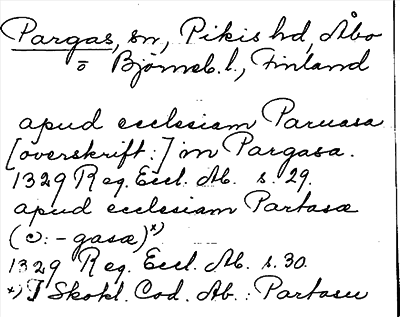 Pargas, sn, Pikis hd, Åbo
o Björneb. l., Finland
apud ecclesiam Paruasa
[overskrift:] in Pargasa.
1329 Reg. Eccl. Ab. s. 29.
apud ecclesiam Partasæ
(ɔ: -gasæ) x)
1329 Reg. Eccl. Ab. s. 30.
x) I Skokl. Cod. Ab.: Partasu